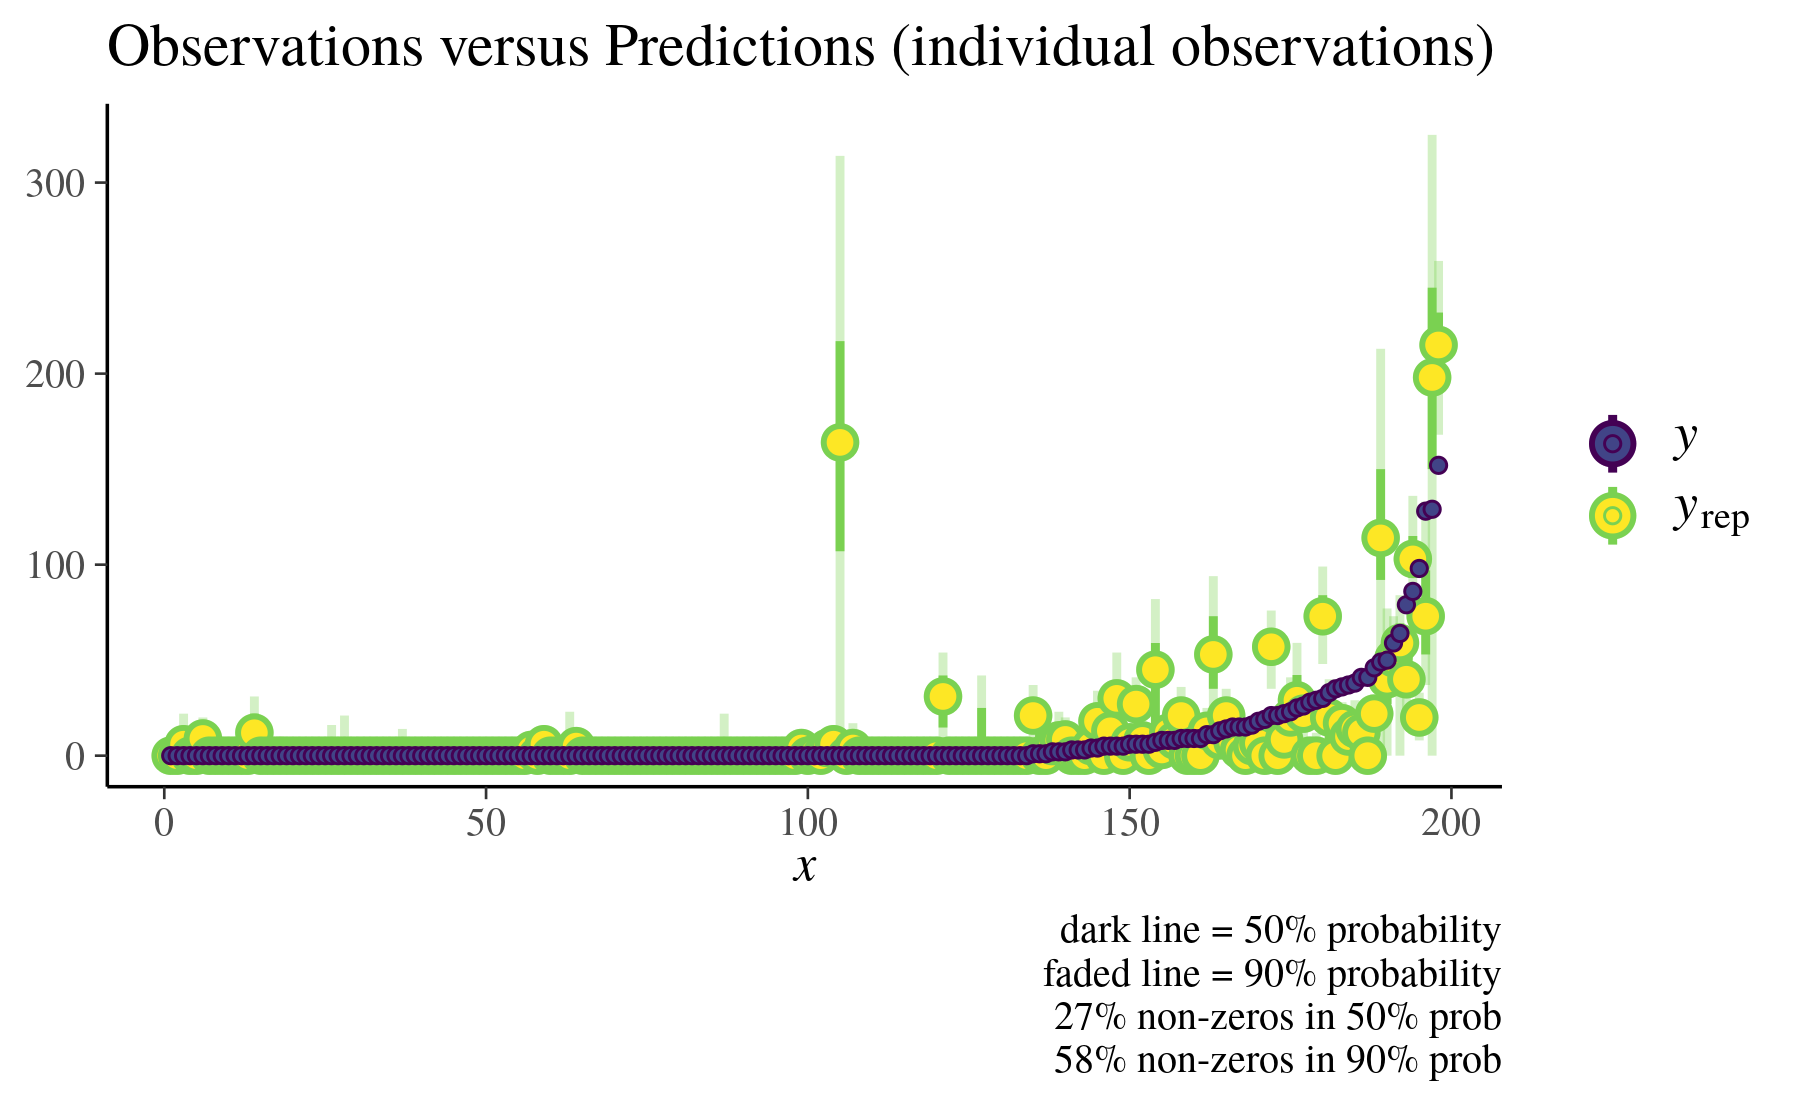 Observations versus Predictions (individual observations)
300
200
100
0
0 50 100 150 200
x
y
yrep
dark line = 50% probability
faded line = 90% probability
27% non-zeros in 50% prob
58% non-zeros in 90% prob